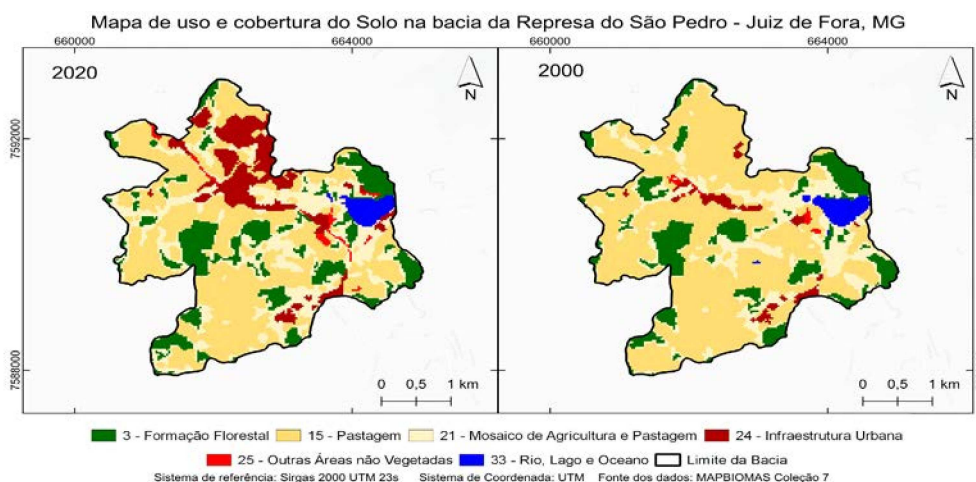 Mapa de uso e cobertura do Solo na bacia da Represa do São Pedro - Juiz de Fora, MG
660000 664000 660000 664000
2020 N 2000 N
7592000
7588000
0 0,5 1 km 0 0,5 1 km
3 - Formação Florestal 15 - Pastagem 21 - Mosaico de Agricultura e Pastagem 24 - Infraestrutura Urbana
25 - Outras Áreas não Vegetadas 33 - Rio, Lago e Oceano Limite da Bacia
Sistema de referência: Sirgas 2000 UTM 23s Sistema de Coordenada: UTM Fonte dos dados: MAPBIOMAS Coleção 7